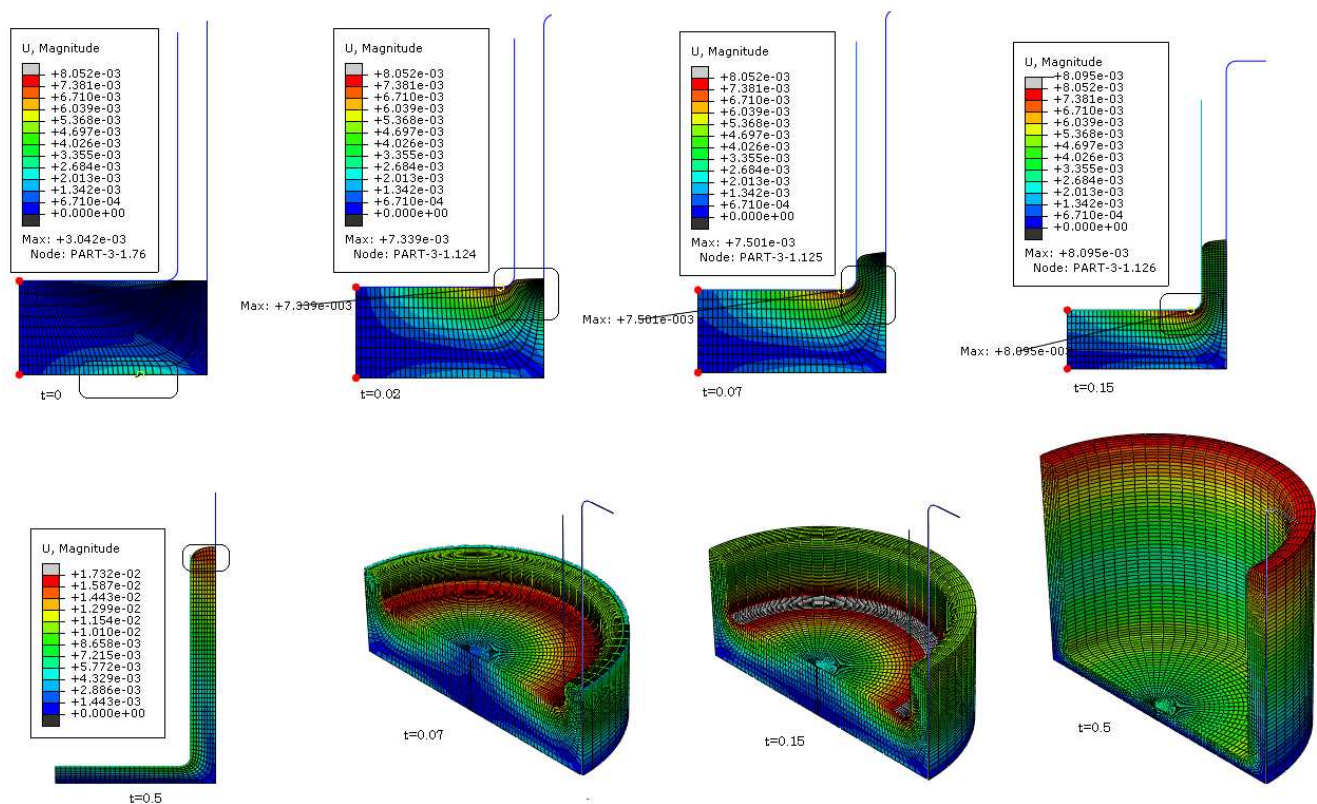 U, Magnitude
+8.052e-03
+7.381e-03
+6.710e-03
+6.039e-03
+5.368e-03
+4.697e-03
+4.026e-03
+3.355e-03
+2.684e-03
+2.013e-03
+1.342e-03
+6.710e-04
+0.000e+00
Max: +3.042e-03
Node: PART-3-1.76
t=0
U, Magnitude
+8.052e-03
+7.381e-03
+6.710e-03
+6.039e-03
+5.368e-03
+4.697e-03
+4.026e-03
+3.355e-03
+2.684e-03
+2.013e-03
+1.342e-03
+6.710e-04
+0.000e+00
Max: +7.339e-03
Node: PART-3-1.124
Max: +7.339e-003
t=0.02
U, Magnitude
+8.052e-03
+7.381e-03
+6.710e-03
+6.039e-03
+5.368e-03
+4.697e-03
+4.026e-03
+3.355e-03
+2.684e-03
+2.013e-03
+1.342e-03
+6.710e-04
+0.000e+00
Max: +7.501e-03
Node: PART-3-1.125
Max: +7.501e-003
t=0.07
U, Magnitude
+8.095e-03
+7.381e-03
+6.710e-03
+6.039e-03
+5.368e-03
+4.697e-03
+4.026e-03
+3.355e-03
+2.684e-03
+2.013e-03
+1.342e-03
+6.710e-04
+0.000e+00
Max: +8.095e-03
Node: PART-3-1.126
Max: +8.095e-003
t=0.15
U, Magnitude
+1.732e-02
+1.587e-02
+1.443e-02
+1.299e-02
+1.154e-02
+1.010e-02
+8.658e-03
+7.215e-03
+5.772e-03
+4.329e-03
+2.886e-03
+1.443e-03
+0.000e+00
t=0.5
t=0.07
t=0.15
t=0.5